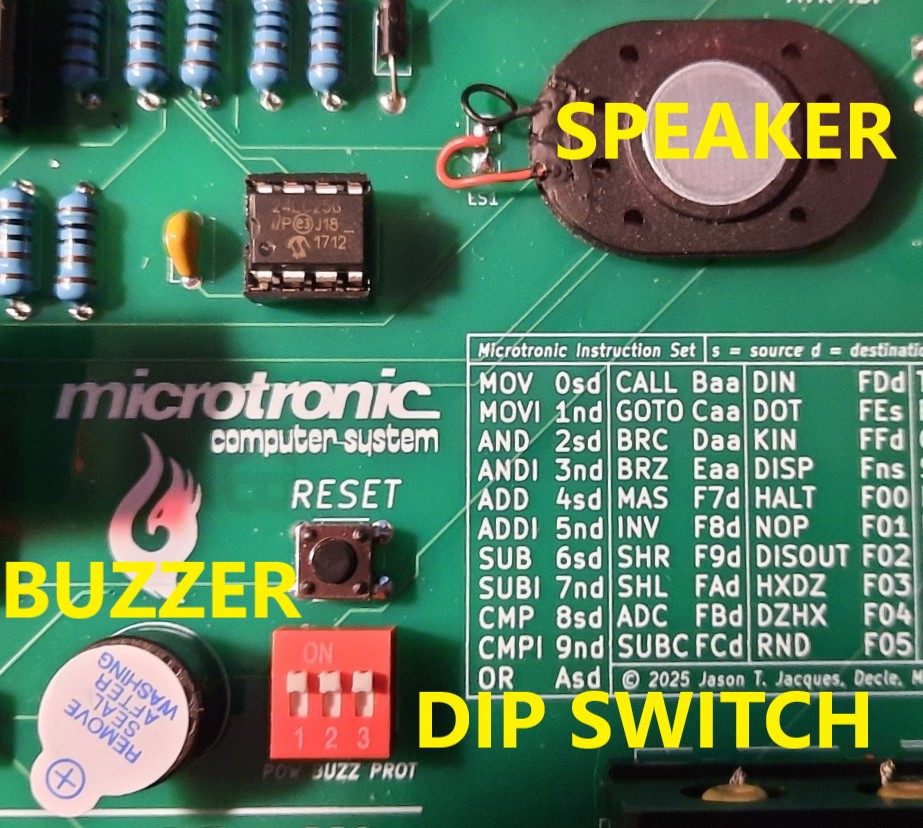 SPEAKER
24LC256
I/P e3 J18
1712
ES1
Microtronic Instruction Set s = source d = destinatio
MOV 0sd CALL Baa DIN FDd
MOVI 1nd GOTO Caa DOT FEs
AND 2sd BRC Daa KIN FFd
ANDI 3nd BRZ Eaa DISP Fns
ADD 4sd MAS F7d HALT F00
ADDI 5nd INV F8d NOP F01
SUB 6sd SHR F9d DISOUT F02
SUBI 7nd SHL FAd HXDZ F03
CMP 8sd ADC FBd DZHX F04
CMPI 9nd SUBC FCd RND F05
OR Asd © 2025 Jason T. Jacques, Decle, M
microtronic
computer-system
RESET
BUZZER
ON
1 2 3
POW BUZZ PROT
DIP SWITCH
REMOVE
SEAL
AFTER
WASHING
+